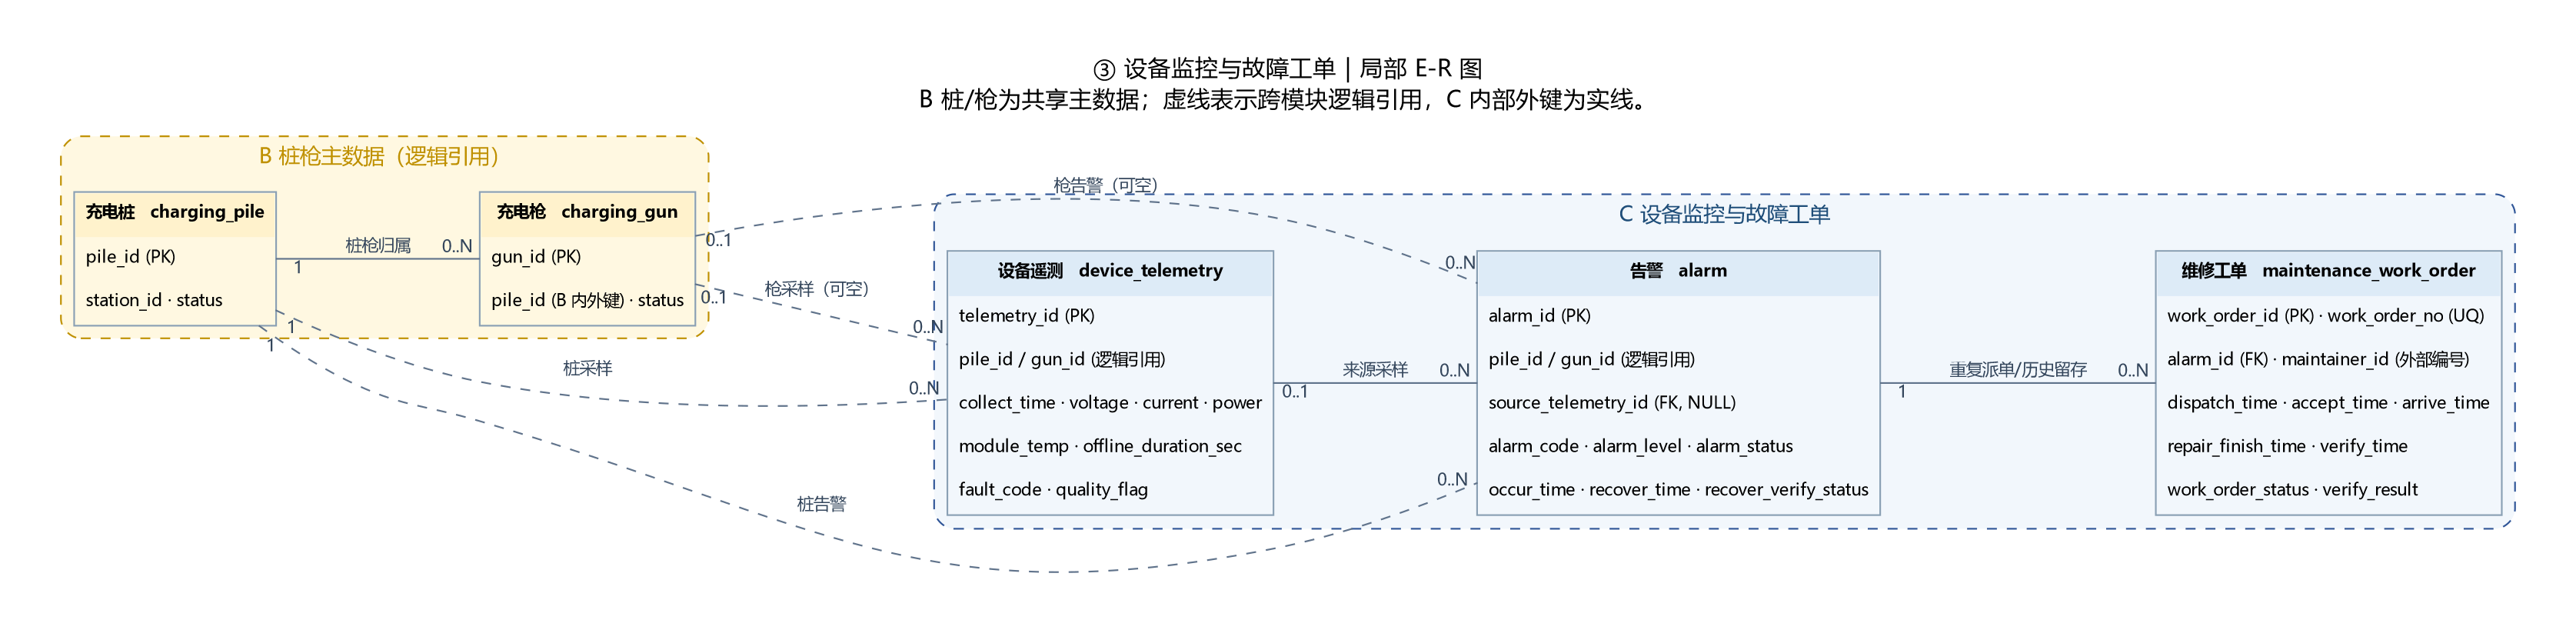 ③ 设备监控与故障工单 | 局部 E-R 图
B 桩/枪为共享主数据；虚线表示跨模块逻辑引用，C 内部外键为实线。
B 桩枪主数据（逻辑引用）
充电桩 charging_pile
pile_id (PK)
station_id · status
桩枪归属
1
0..N
充电枪 charging_gun
gun_id (PK)
pile_id (B 内外键) · status
枪告警（可空）
0..1
0..N
枪采样（可空）
0..1
0..N
桩采样
1
0..N
桩告警
1
0..N
C 设备监控与故障工单
设备遥测 device_telemetry
telemetry_id (PK)
pile_id / gun_id (逻辑引用)
collect_time · voltage · current · power
module_temp · offline_duration_sec
fault_code · quality_flag
来源采样
0..1
0..N
告警 alarm
alarm_id (PK)
pile_id / gun_id (逻辑引用)
source_telemetry_id (FK, NULL)
alarm_code · alarm_level · alarm_status
occur_time · recover_time · recover_verify_status
重复派单/历史留存
1
0..N
维修工单 maintenance_work_order
work_order_id (PK) · work_order_no (UQ)
alarm_id (FK) · maintainer_id (外部编号)
dispatch_time · accept_time · arrive_time
repair_finish_time · verify_time
work_order_status · verify_result